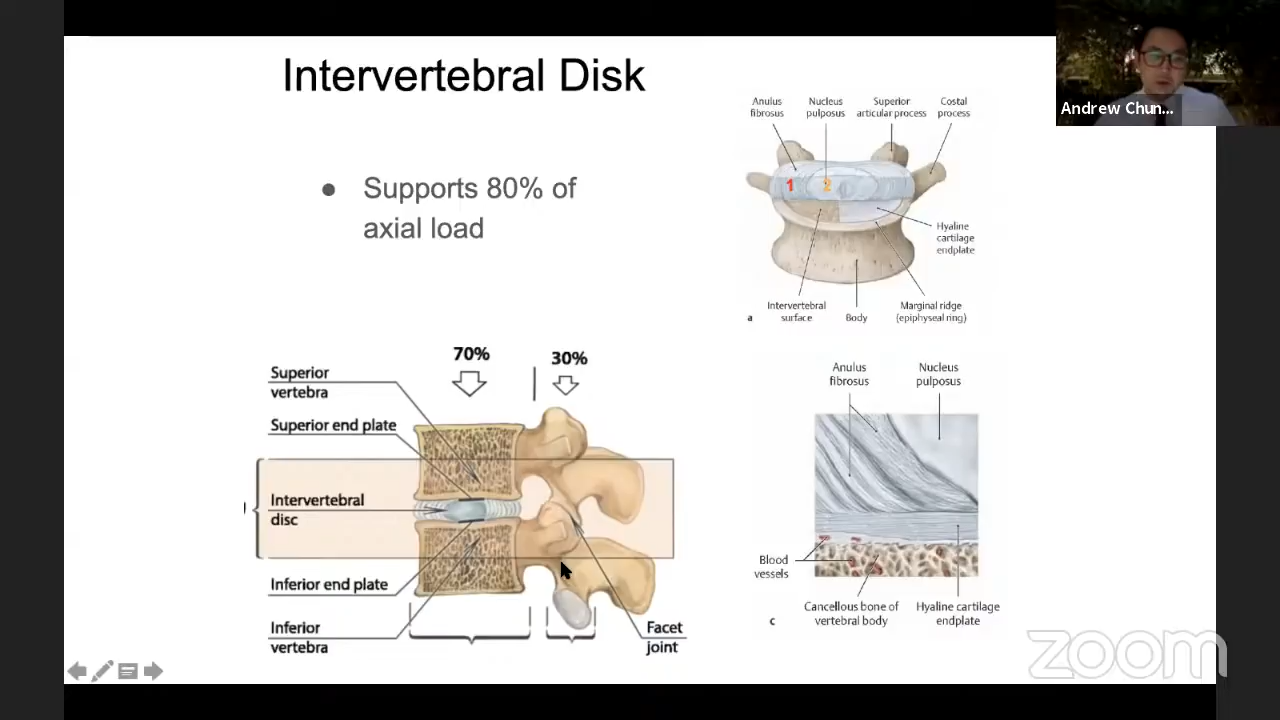 Intervertebral Disk
Andrew Chun...
● Supports 80% of
axial load
Anulus
fibrosus
Nucleus
pulposus
Superior
articular process
Costal
process
1
2
Hyaline
cartilage
endplate
Intervertebral
surface
Body
Marginal ridge
(epiphyseal ring)
a
70%
30%
Superior
vertebra
Superior end plate
Intervertebral
disc
Inferior end plate
Inferior
vertebra
Facet
joint
Anulus
fibrosus
Nucleus
pulposus
Blood
vessels
Cancellous bone of
vertebral body
Hyaline cartilage
endplate
c
zoom